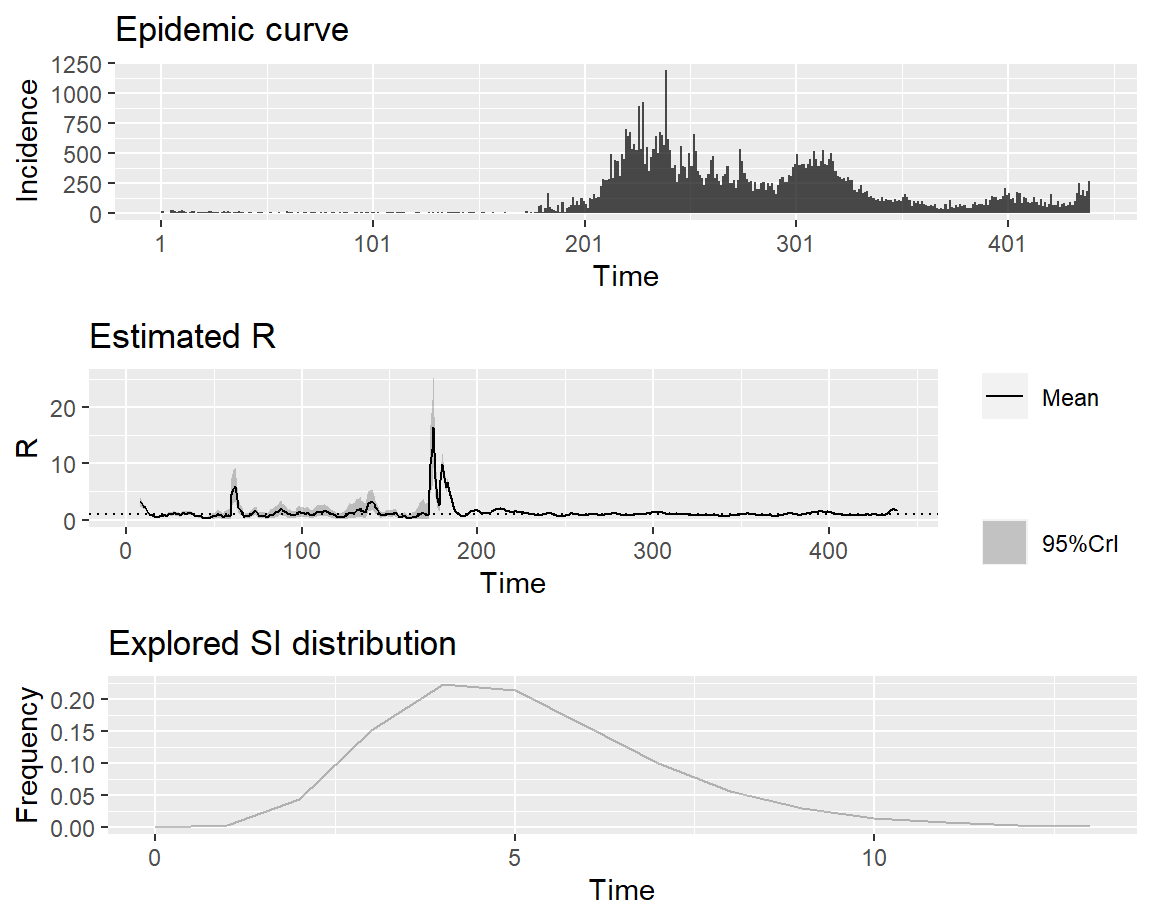 Epidemic curve
1250
1000
750
500
250
0
Incidence
1 101 201 301 401
Time
Estimated R
20
10
0
R
0 100 200 300 400
Time
Mean
95%CrI
Explored SI distribution
0.20
0.15
0.10
0.05
0.00
Frequency
0 5 10
Time